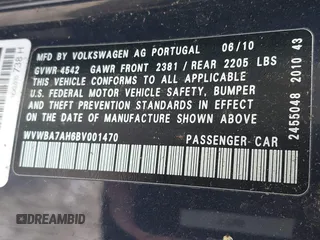 MFD BY VOLKSWAGEN AG PORTUGAL 06/10
GVWR 4542 GAWR FRONT 2381 / REAR 2205 LBS
THIS VEHICLE CONFORMS TO ALL APPLICABLE
U.S. FEDERAL MOTOR VEHICLE SAFETY, BUMPER
AND THEFT PREVENTION STANDARDS IN EFFECT ON
THE DATE OF MANUFACTURE SHOWN ABOVE
WVWBA7AH6BV001470 PASSENGER CAR
2455048 2010 43
738 H
DREAMBID